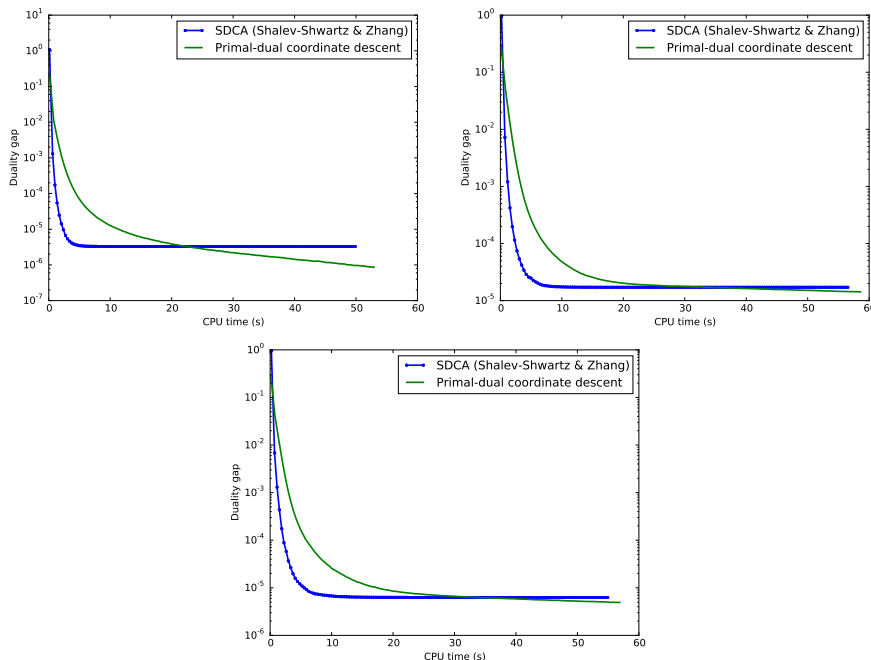 10^1
10^0
10^-1
10^-2
10^-3
10^-4
10^-5
10^-6
10^-7
Duality gap
SDCA (Shalev-Shwartz & Zhang)
Primal-dual coordinate descent
0 10 20 30 40 50 60
CPU time (s)
10^0
10^-1
10^-2
10^-3
10^-4
10^-5
Duality gap
SDCA (Shalev-Shwartz & Zhang)
Primal-dual coordinate descent
0 10 20 30 40 50 60
CPU time (s)
10^0
10^-1
10^-2
10^-3
10^-4
10^-5
10^-6
Duality gap
SDCA (Shalev-Shwartz & Zhang)
Primal-dual coordinate descent
0 10 20 30 40 50 60
CPU time (s)